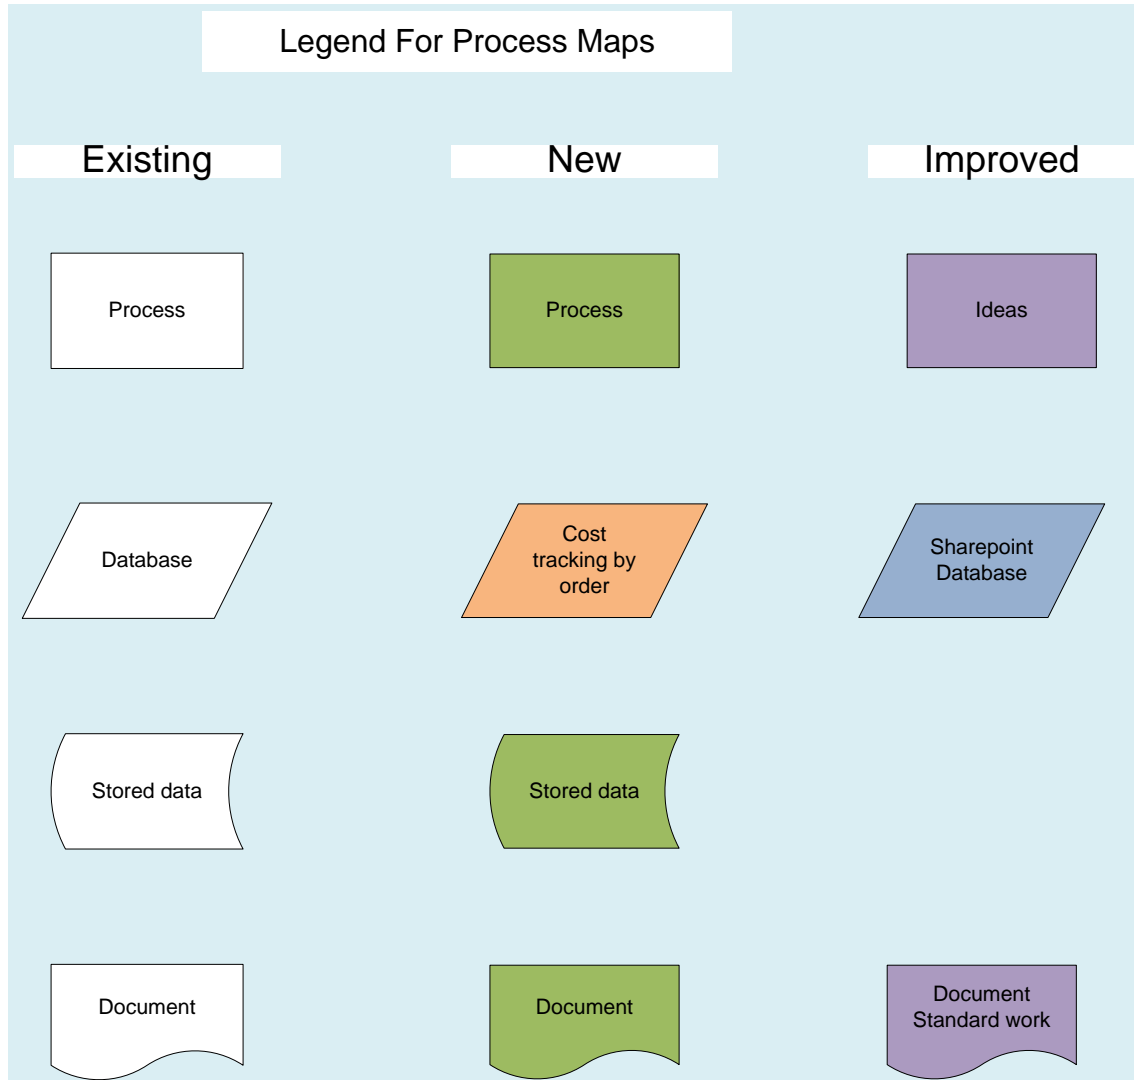 Legend For Process Maps
Existing
New
Improved
Process
Process
Ideas
Database
Cost
tracking by
order
Sharepoint
Database
Stored data
Stored data
Document
Document
Document
Standard work